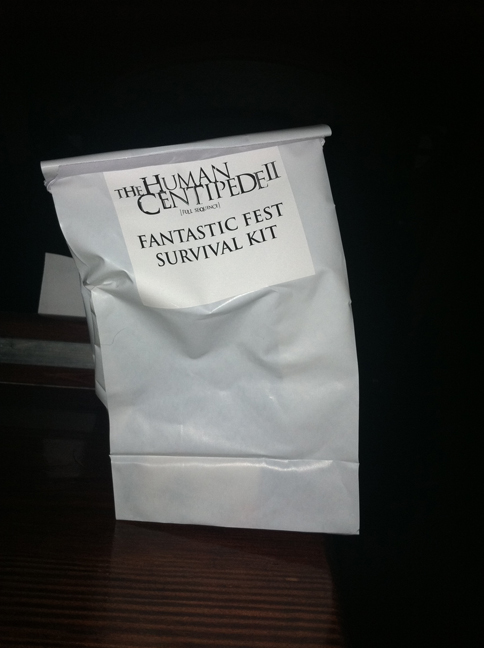 THE HUMAN
CENTIPEDE II
[FULL SEQUENCE]
FANTASTIC FEST
SURVIVAL KIT